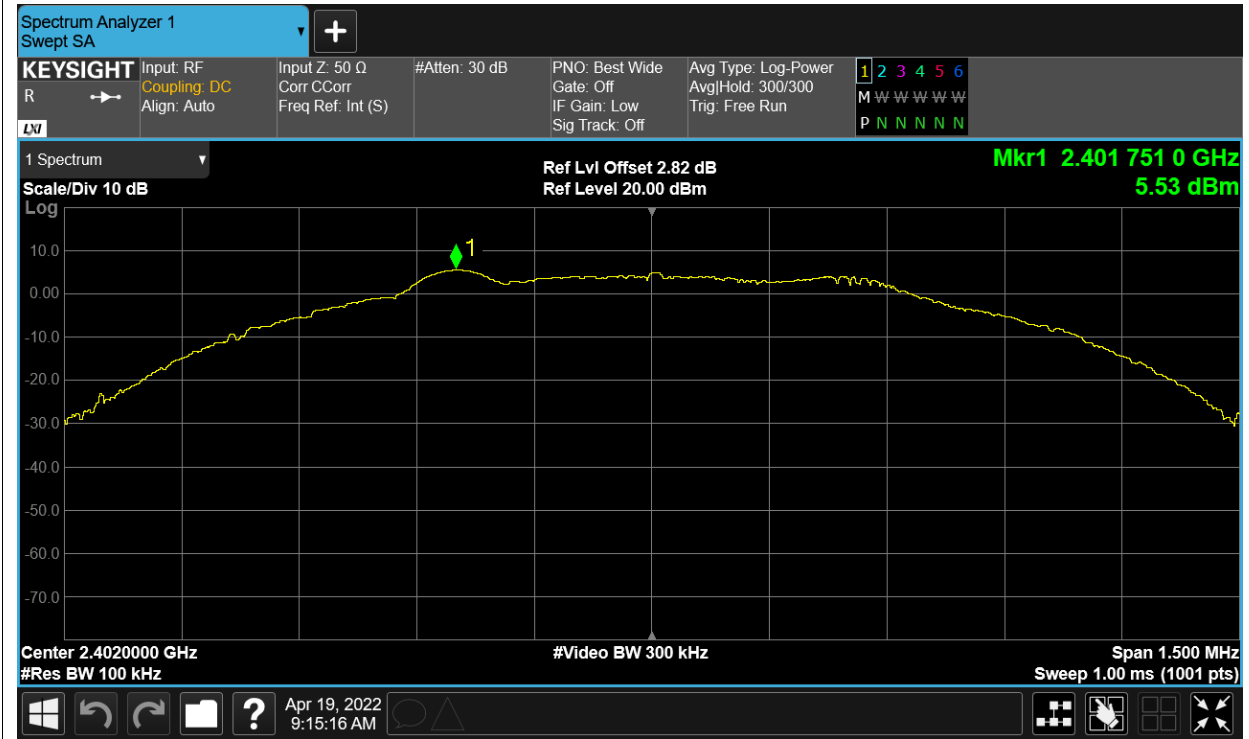 Spectrum Analyzer 1
Swept SA
+
KEYSIGHT
R
LXI
Input: RF
Coupling: DC
Align: Auto
Input Z: 50 Ω
Corr CCorr
Freq Ref: Int (S)
#Atten: 30 dB
PNO: Best Wide
Gate: Off
IF Gain: Low
Sig Track: Off
Avg Type: Log-Power
Avg|Hold: 300/300
Trig: Free Run
1 2 3 4 5 6
M W W W W W
P N N N N N
1 Spectrum
Scale/Div 10 dB
Log
Ref Lvl Offset 2.82 dB
Ref Level 20.00 dBm
Mkr1 2.401 751 0 GHz
5.53 dBm
1
10.0
0.00
-10.0
-20.0
-30.0
-40.0
-50.0
-60.0
-70.0
Center 2.4020000 GHz
#Video BW 300 kHz
Span 1.500 MHz
#Res BW 100 kHz
Sweep 1.00 ms (1001 pts)
?
Apr 19, 2022
9:15:16 AM